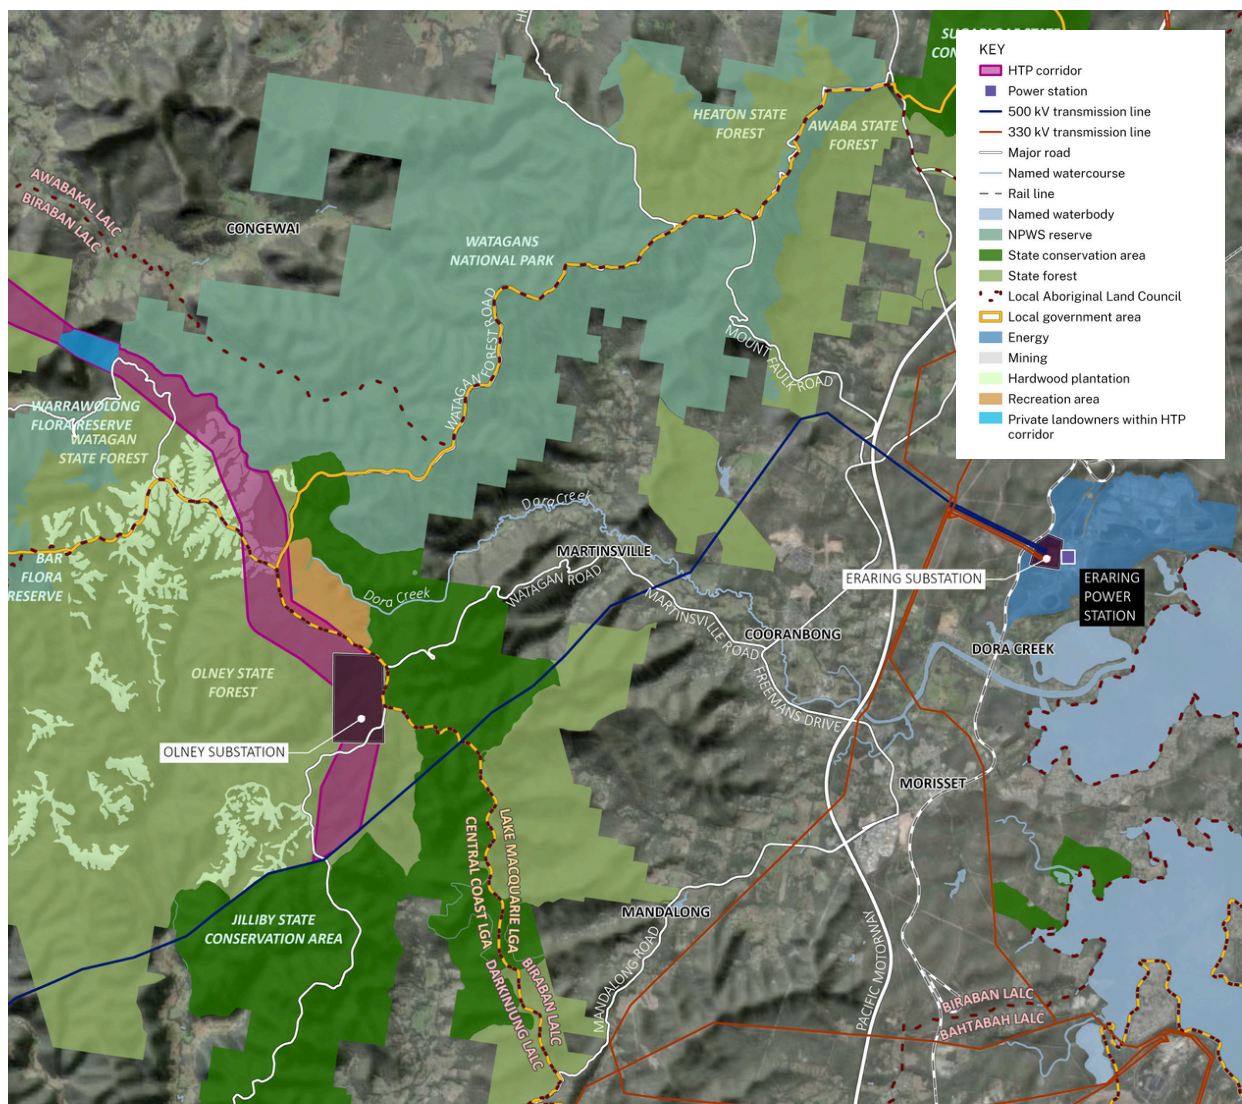 HEATON STATE
FOREST
AWABA STATE
FOREST
KEY
HTP corridor
Power station
500 kV transmission line
330 kV transmission line
Major road
Named watercourse
Rail line
Named waterbody
NPWS reserve
State conservation area
State forest
Local Aboriginal Land Council
Local government area
Energy
Mining
Hardwood plantation
Recreation area
Private landowners within HTP
corridor
AWABAKAL LALC
BIRABAN LALC
CONGEWAI
WATAGANS
NATIONAL PARK
WATAGAN FOREST ROAD
MOUNT FAULK ROAD
WARRAWOLONG
FLORA RESERVE
WATAGAN
STATE FOREST
BAR
FLORA
RESERVE
Dora Creek
MARTINSVILLE
WATAGAN ROAD
Dora Creek
MARTINSVILLE ROAD
ERARING SUBSTATION
ERARING
POWER
STATION
COORANBONG
FREEMANS DRIVE
DORA CREEK
OLNEY STATE
FOREST
OLNEY SUBSTATION
MORISSET
LAKE MACQUARIE LGA
CENTRAL COAST LGA
JILLIBY STATE
CONSERVATION AREA
MANDALONG
MANDALONG ROAD
PACIFIC MOTORWAY
BIRABAN LALC
DARKINJUNG LALC
BIRABAN LALC
BAHTABAH LALC